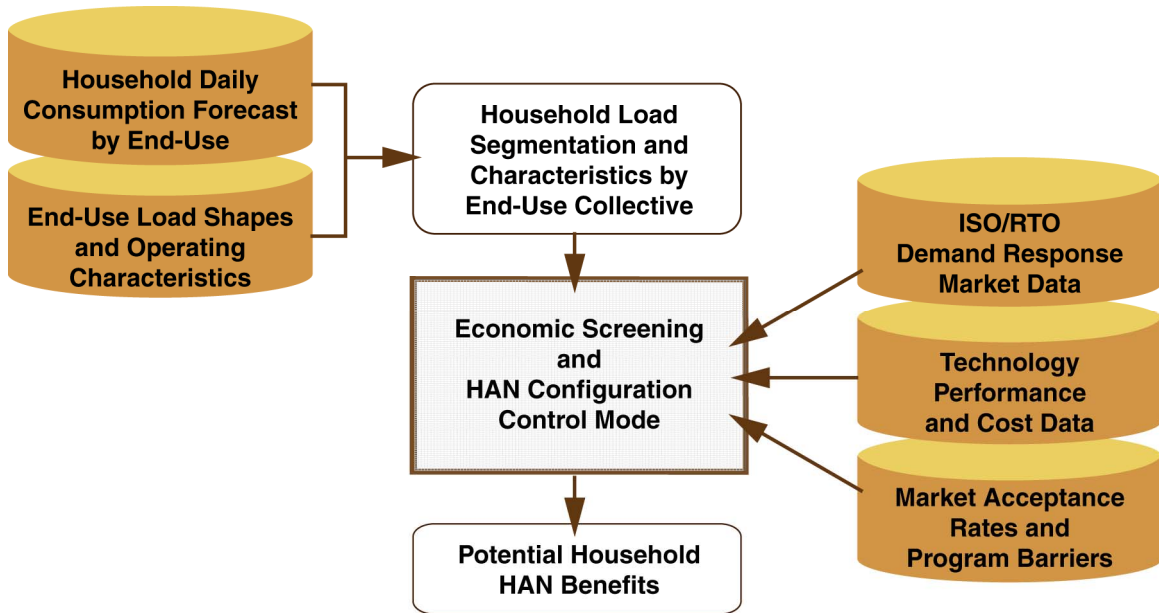 Household Daily
Consumption Forecast
by End-Use
End-Use Load Shapes
and Operating
Characteristics
Household Load
Segmentation and
Characteristics by
End-Use Collective
Economic Screening
and
HAN Configuration
Control Mode
Potential Household
HAN Benefits
ISO/RTO
Demand Response
Market Data
Technology
Performance
and Cost Data
Market Acceptance
Rates and
Program Barriers